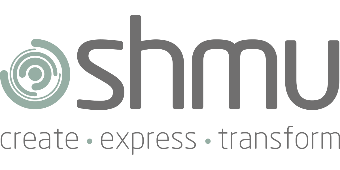 shmu
create • express • transform